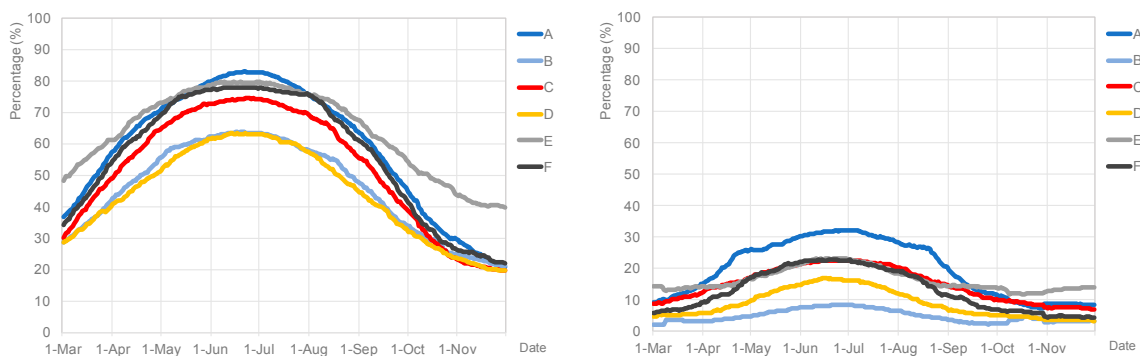 Percentage (%)
100
90
80
70
60
50
40
30
20
10
0
1-Mar 1-Apr 1-May 1-Jun 1-Jul 1-Aug 1-Sep 1-Oct 1-Nov Date
A
B
C
D
E
F
Percentage (%)
100
90
80
70
60
50
40
30
20
10
0
1-Mar 1-Apr 1-May 1-Jun 1-Jul 1-Aug 1-Sep 1-Oct 1-Nov Date
A
B
C
D
E
F